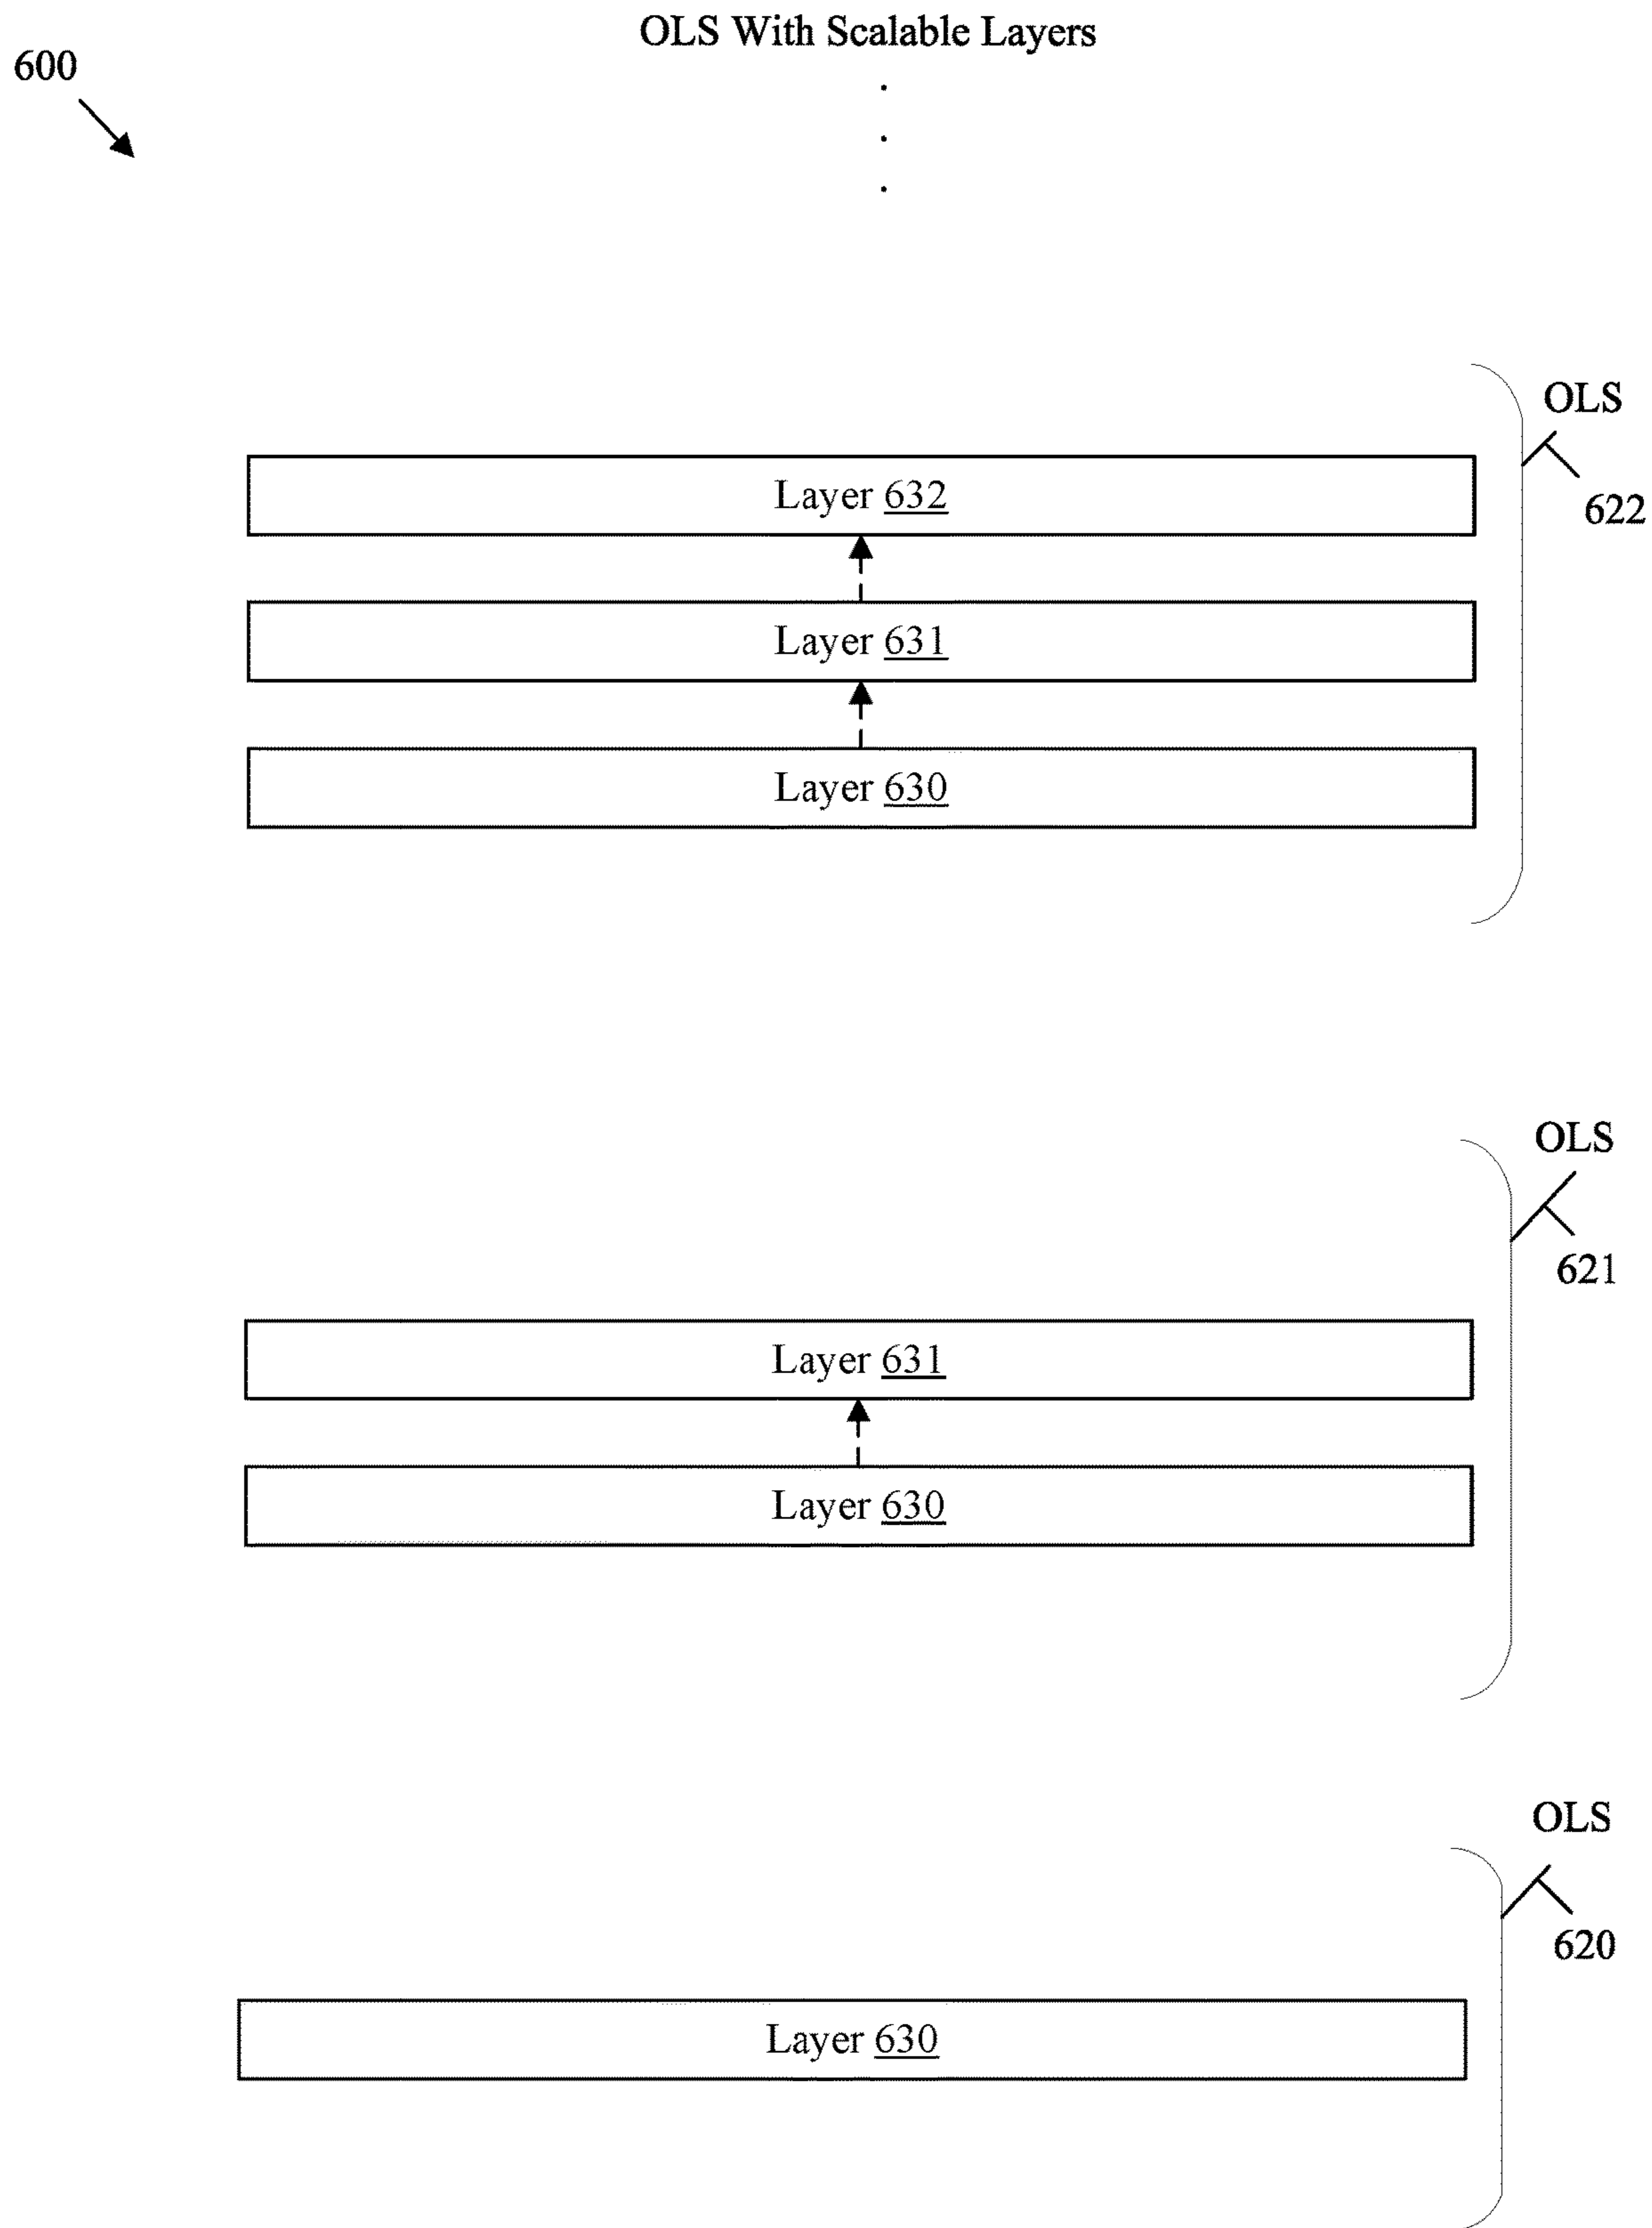 OLS With Scalable Layers
600
OLS
622
Layer 632
Layer 631
Layer 630
OLS
621
Layer 631
Layer 630
OLS
620
Layer 630